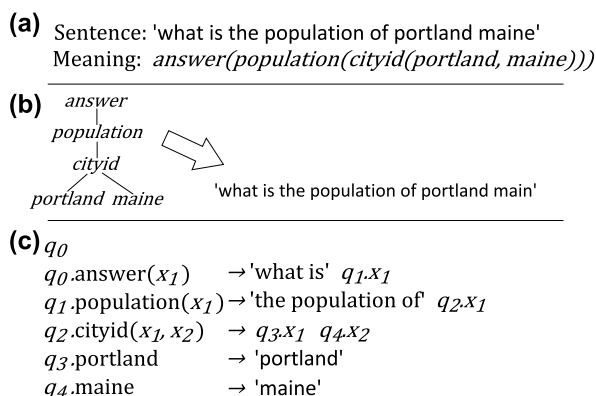 (a) Sentence: 'what is the population of portland maine'
Meaning: answer(population(cityid(portland, maine)))
(b)
answer
population
cityid
portland maine
'what is the population of portland main'
(c) q0
q0.answer(x1) → 'what is' q1.x1
q1.population(x1) → 'the population of' q2.x1
q2.cityid(x1, x2) → q3.x1 q4.x2
q3.portland → 'portland'
q4.maine → 'maine'